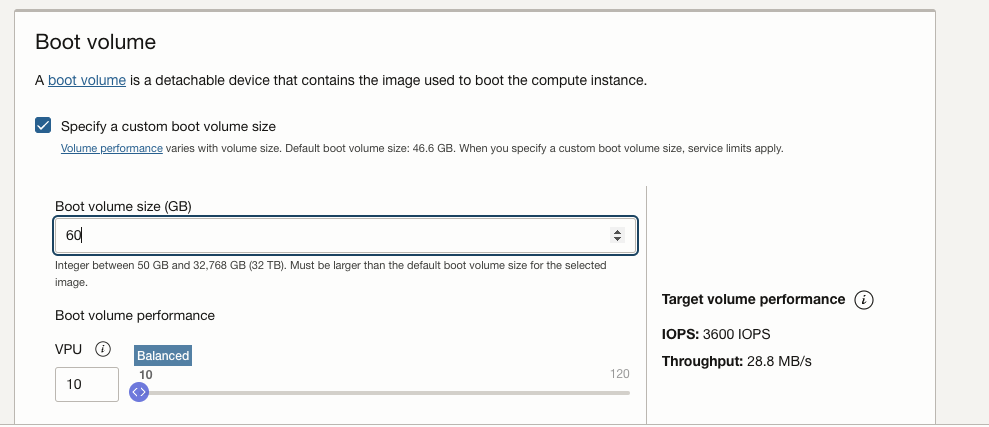 Boot volume
A boot volume is a detachable device that contains the image used to boot the compute instance.
Specify a custom boot volume size
Volume performance varies with volume size. Default boot volume size: 46.6 GB. When you specify a custom boot volume size, service limits apply.
Boot volume size (GB)
60
Integer between 50 GB and 32,768 GB (32 TB). Must be larger than the default boot volume size for the selected
image.
Boot volume performance
VPU
Balanced
10
120
10
Target volume performance
IOPS: 3600 IOPS
Throughput: 28.8 MB/s